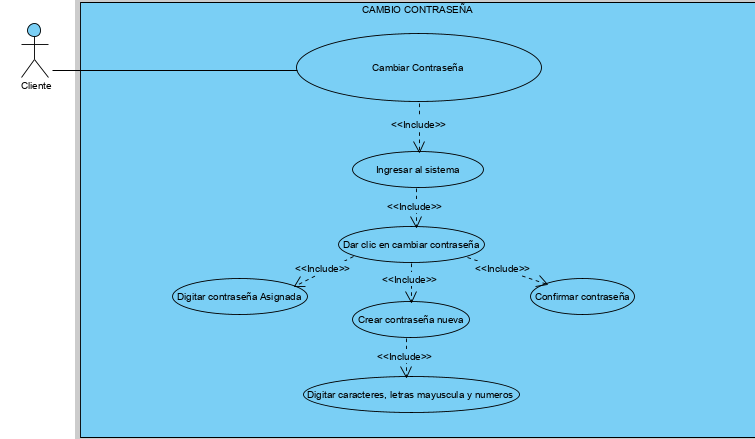 CAMBIO CONTRASEÑA
Cliente
Cambiar Contraseña
<<Include>>
Ingresar al sistema
<<Include>>
Dar clic en cambiar contraseña
<<Include>>
<<Include>>
<<Include>>
Digitar contraseña Asignada
Crear contraseña nueva
Confirmar contraseña
<<Include>>
Digitar caracteres, letras mayuscula y numeros